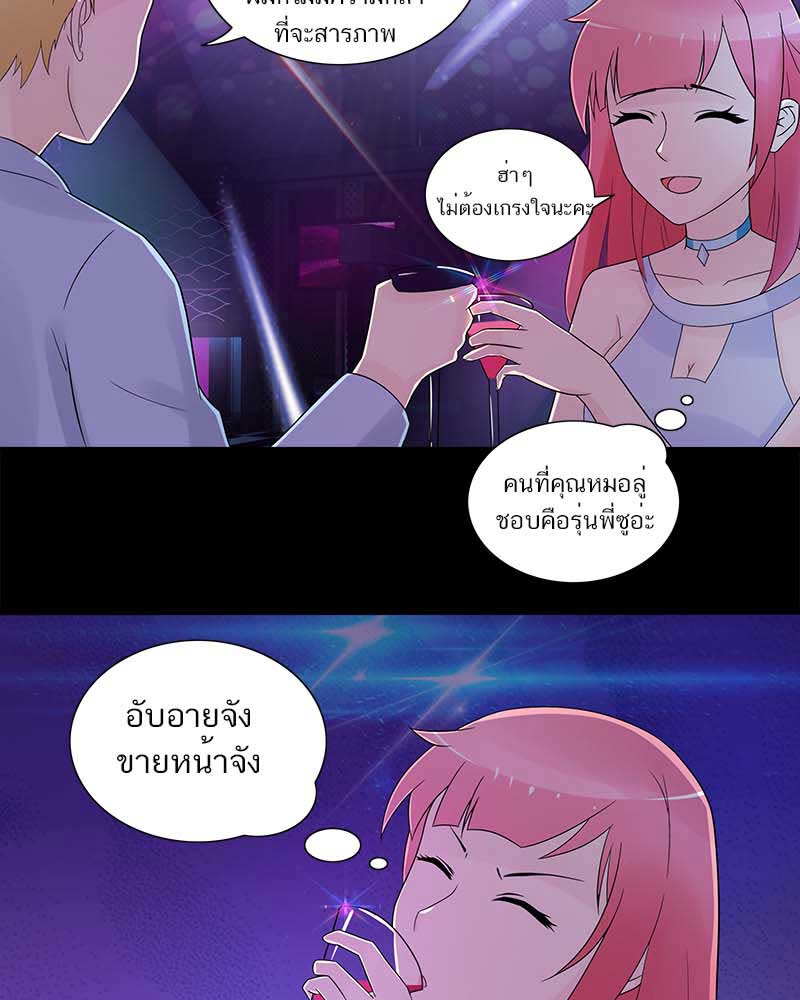 ที่จะสารภาพ
ฮ่าๆ
ไม่ต้องเกรงใจนะคะ
คนที่คุณหมอลู่
ชอบคือรุ่นพี่ซูอ่ะ
อับอายจัง
ขายหน้าจัง